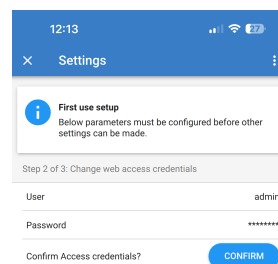 12:13
27
Settings
First use setup
Below parameters must be configured before other
settings can be made.
Step 2 of 3: Change web access credentials
User admin
Password ********
Confirm Access credentials? CONFIRM